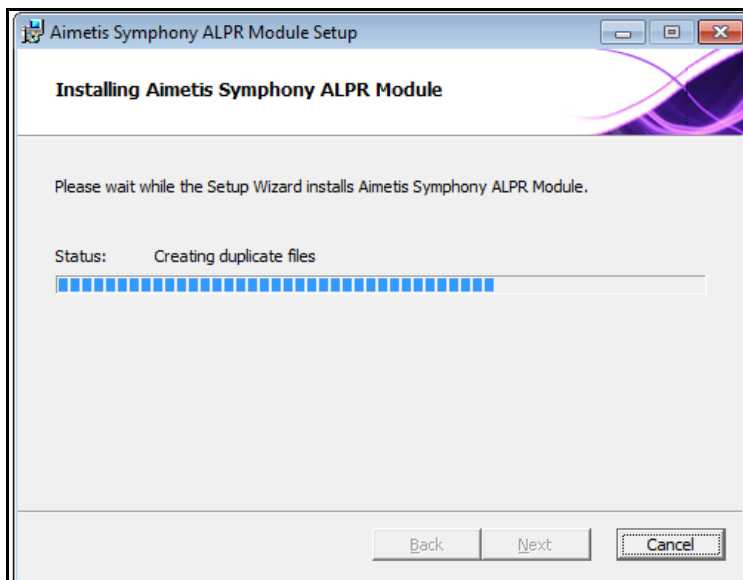 Aimetis Symphony ALPR Module Setup
Installing Aimetis Symphony ALPR Module
Please wait while the Setup Wizard installs Aimetis Symphony ALPR Module.
Status: Creating duplicate files
Back Next Cancel